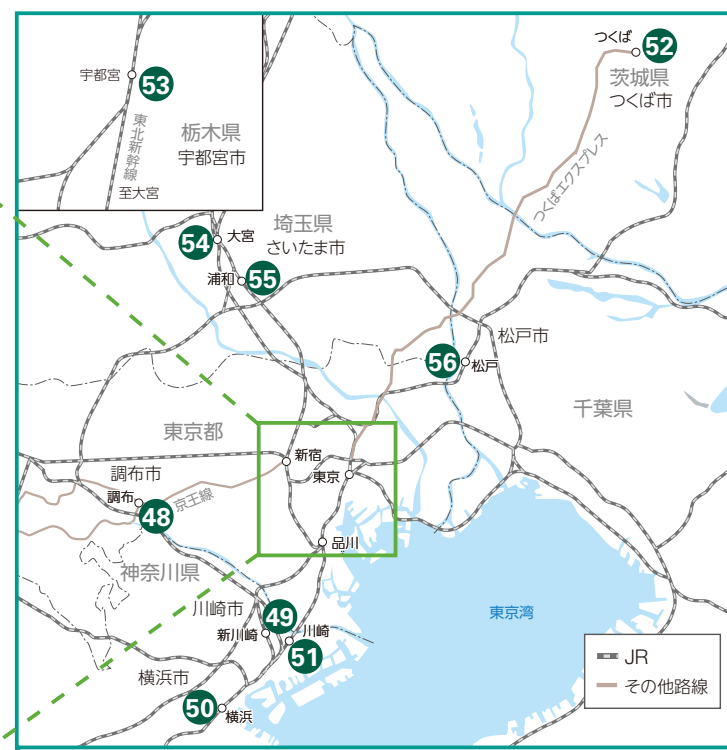 宇都宮
53
東北新幹線
栃木県
宇都宮市
至大宮
つくば
52
茨城県
つくば市
つくばエクスプレス
54
大宮
埼玉県
さいたま市
浦和
55
松戸市
56
松戸
千葉県
東京都
新宿
東京
品川
調布市
調布
京王線
48
神奈川県
川崎市
49
新川崎
川崎
51
横浜市
50
横浜
東京湾
JR
その他路線